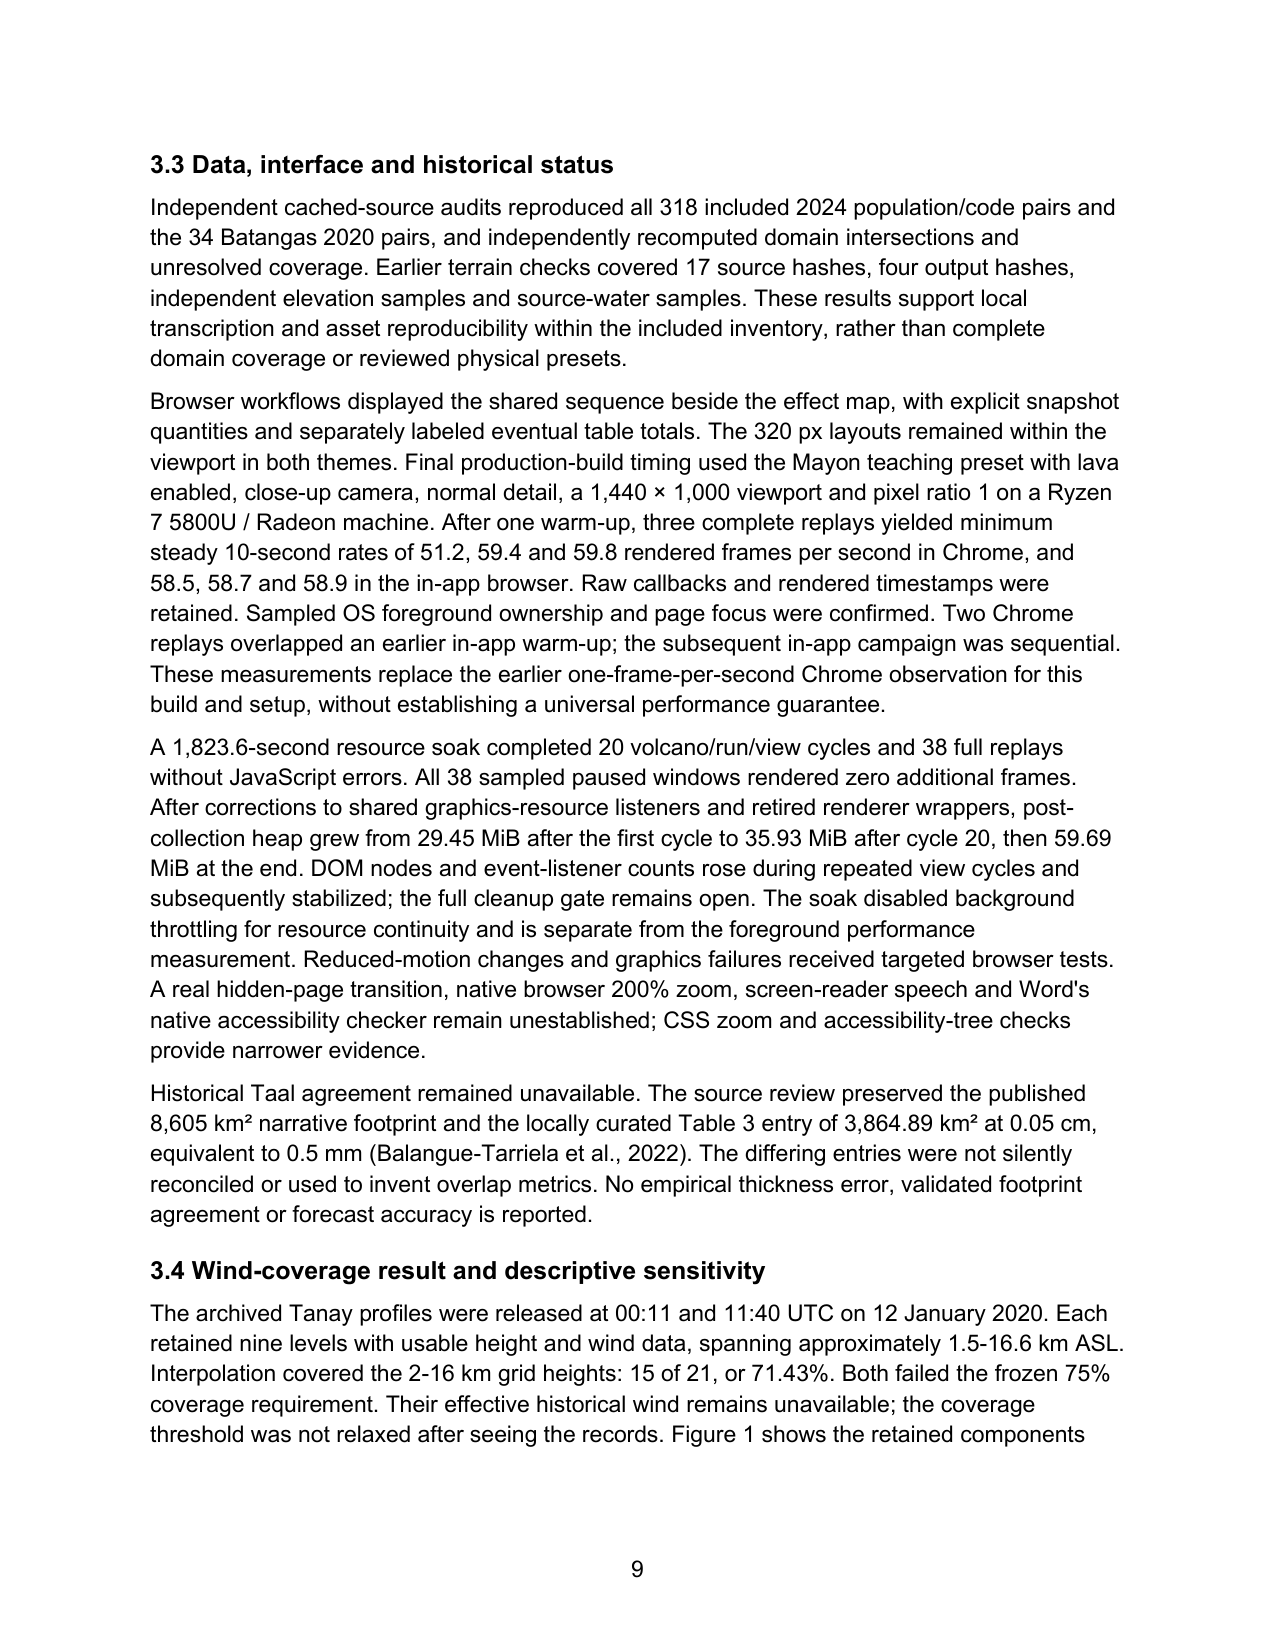 3.3 Data, interface and historical status
Independent cached-source audits reproduced all 318 included 2024 population/code pairs and
the 34 Batangas 2020 pairs, and independently recomputed domain intersections and
unresolved coverage. Earlier terrain checks covered 17 source hashes, four output hashes,
independent elevation samples and source-water samples. These results support local
transcription and asset reproducibility within the included inventory, rather than complete
domain coverage or reviewed physical presets.
Browser workflows displayed the shared sequence beside the effect map, with explicit snapshot
quantities and separately labeled eventual table totals. The 320 px layouts remained within the
viewport in both themes. Final production-build timing used the Mayon teaching preset with lava
enabled, close-up camera, normal detail, a 1,440 × 1,000 viewport and pixel ratio 1 on a Ryzen
7 5800U / Radeon machine. After one warm-up, three complete replays yielded minimum
steady 10-second rates of 51.2, 59.4 and 59.8 rendered frames per second in Chrome, and
58.5, 58.7 and 58.9 in the in-app browser. Raw callbacks and rendered timestamps were
retained. Sampled OS foreground ownership and page focus were confirmed. Two Chrome
replays overlapped an earlier in-app warm-up; the subsequent in-app campaign was sequential.
These measurements replace the earlier one-frame-per-second Chrome observation for this
build and setup, without establishing a universal performance guarantee.
A 1,823.6-second resource soak completed 20 volcano/run/view cycles and 38 full replays
without JavaScript errors. All 38 sampled paused windows rendered zero additional frames.
After corrections to shared graphics-resource listeners and retired renderer wrappers, post-
collection heap grew from 29.45 MiB after the first cycle to 35.93 MiB after cycle 20, then 59.69
MiB at the end. DOM nodes and event-listener counts rose during repeated view cycles and
subsequently stabilized; the full cleanup gate remains open. The soak disabled background
throttling for resource continuity and is separate from the foreground performance
measurement. Reduced-motion changes and graphics failures received targeted browser tests.
A real hidden-page transition, native browser 200% zoom, screen-reader speech and Word's
native accessibility checker remain unestablished; CSS zoom and accessibility-tree checks
provide narrower evidence.
Historical Taal agreement remained unavailable. The source review preserved the published
8,605 km² narrative footprint and the locally curated Table 3 entry of 3,864.89 km² at 0.05 cm,
equivalent to 0.5 mm (Balangue-Tarriela et al., 2022). The differing entries were not silently
reconciled or used to invent overlap metrics. No empirical thickness error, validated footprint
agreement or forecast accuracy is reported.
3.4 Wind-coverage result and descriptive sensitivity
The archived Tanay profiles were released at 00:11 and 11:40 UTC on 12 January 2020. Each
retained nine levels with usable height and wind data, spanning approximately 1.5-16.6 km ASL.
Interpolation covered the 2-16 km grid heights: 15 of 21, or 71.43%. Both failed the frozen 75%
coverage requirement. Their effective historical wind remains unavailable; the coverage
threshold was not relaxed after seeing the records. Figure 1 shows the retained components
9